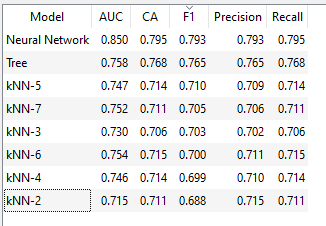 Model AUC CA F1 Precision Recall
Neural Network 0.850 0.795 0.793 0.793 0.795
Tree 0.758 0.768 0.765 0.765 0.768
kNN-5 0.747 0.714 0.710 0.709 0.714
kNN-7 0.752 0.711 0.705 0.706 0.711
kNN-3 0.730 0.706 0.703 0.702 0.706
kNN-6 0.754 0.715 0.700 0.711 0.715
kNN-4 0.746 0.714 0.699 0.710 0.714
kNN-2 0.715 0.711 0.688 0.715 0.711